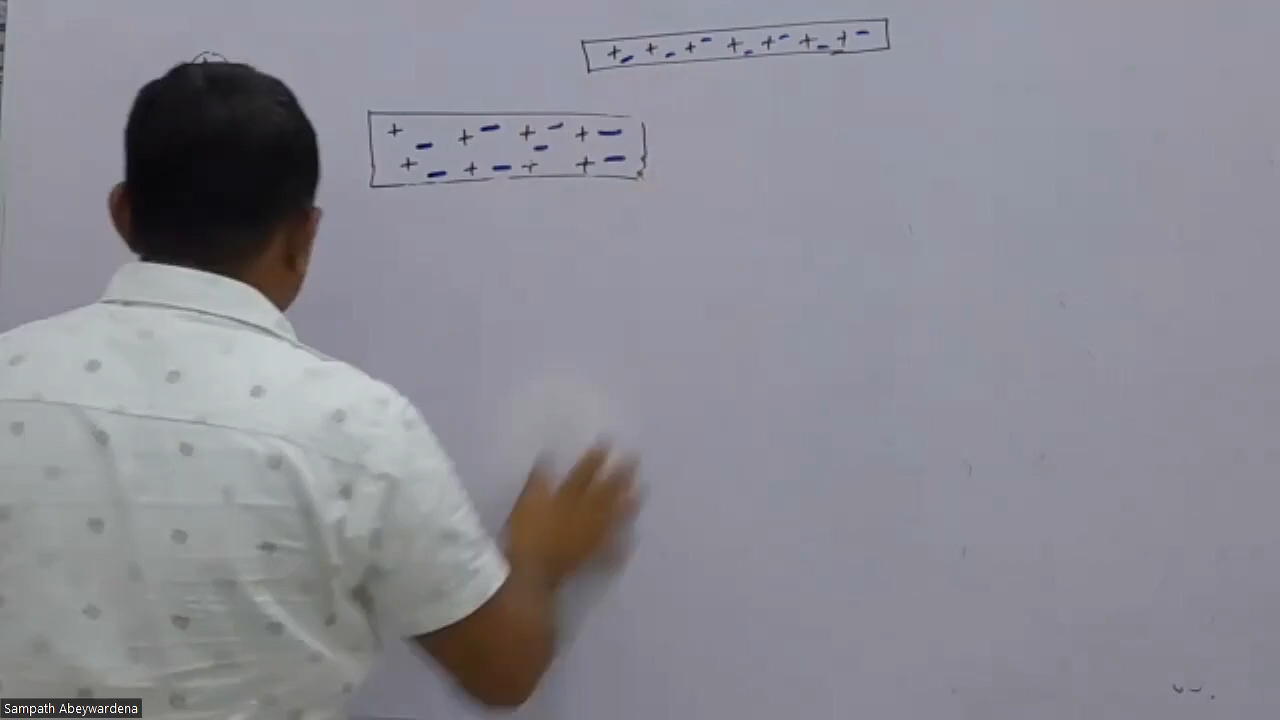 + - + - + - + - + - + - + -
+ - + - + - + -
+ - + - + - + -
Sampath Abeywardena